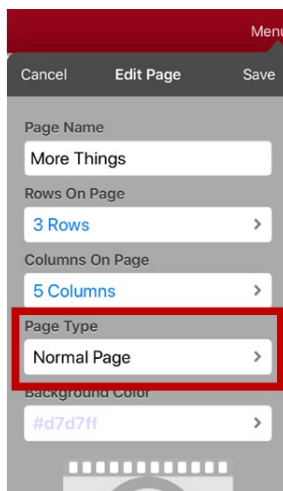 Menu
Cancel Edit Page Save
Page Name
More Things
Rows On Page
3 Rows
Columns On Page
5 Columns
Page Type
Normal Page
Background Color
#d7d7ff